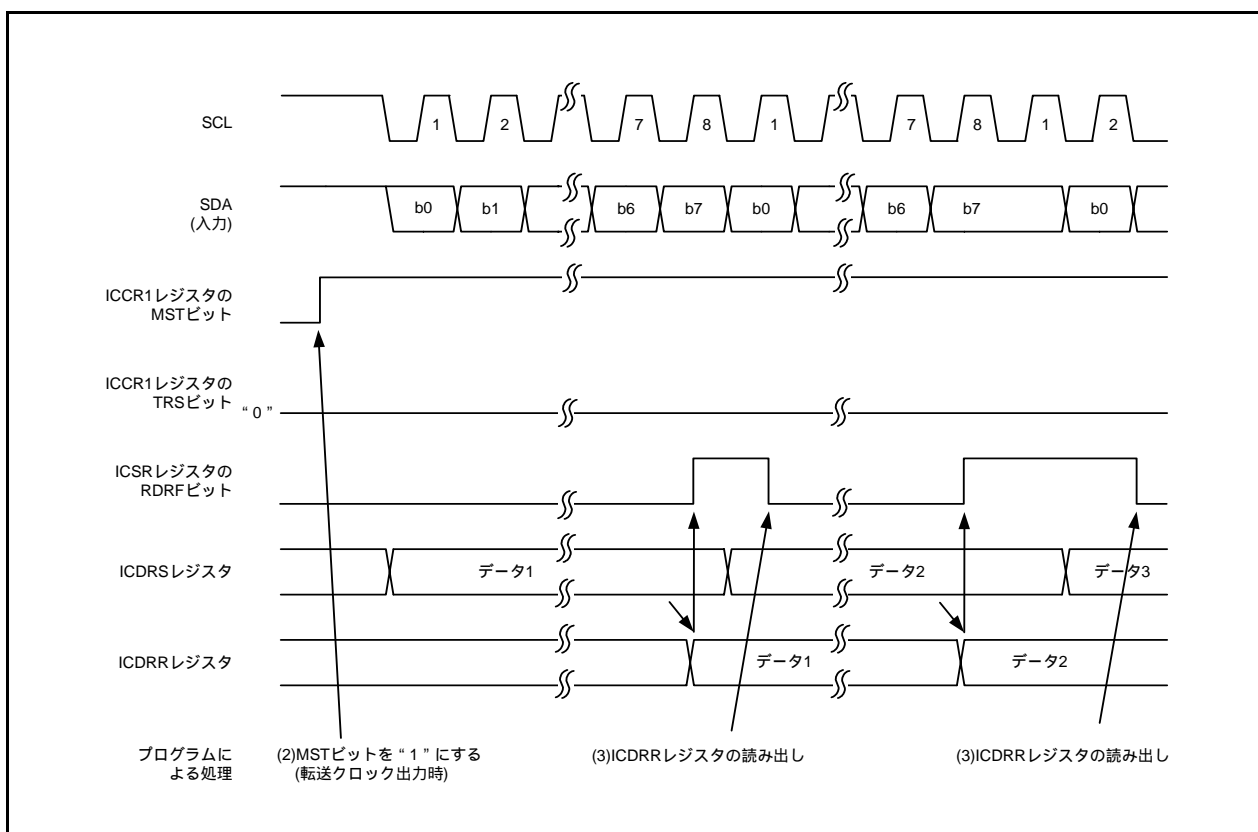 SCL
1 2 7 8 1 7 8 1 2
SDA
(入力)
b0 b1 b6 b7 b0 b6 b7 b0
ICCR1レジスタの
MSTビット
ICCR1レジスタの
TRSビット
“ 0 ”
ICSRレジスタの
RDRFビット
ICDRSレジスタ
データ1 データ2 データ3
ICDRRレジスタ
データ1 データ2
プログラムに
よる処理
(2)MSTビットを “ 1 ” にする
(転送クロック出力時)
(3)ICDRRレジスタの読み出し
(3)ICDRRレジスタの読み出し